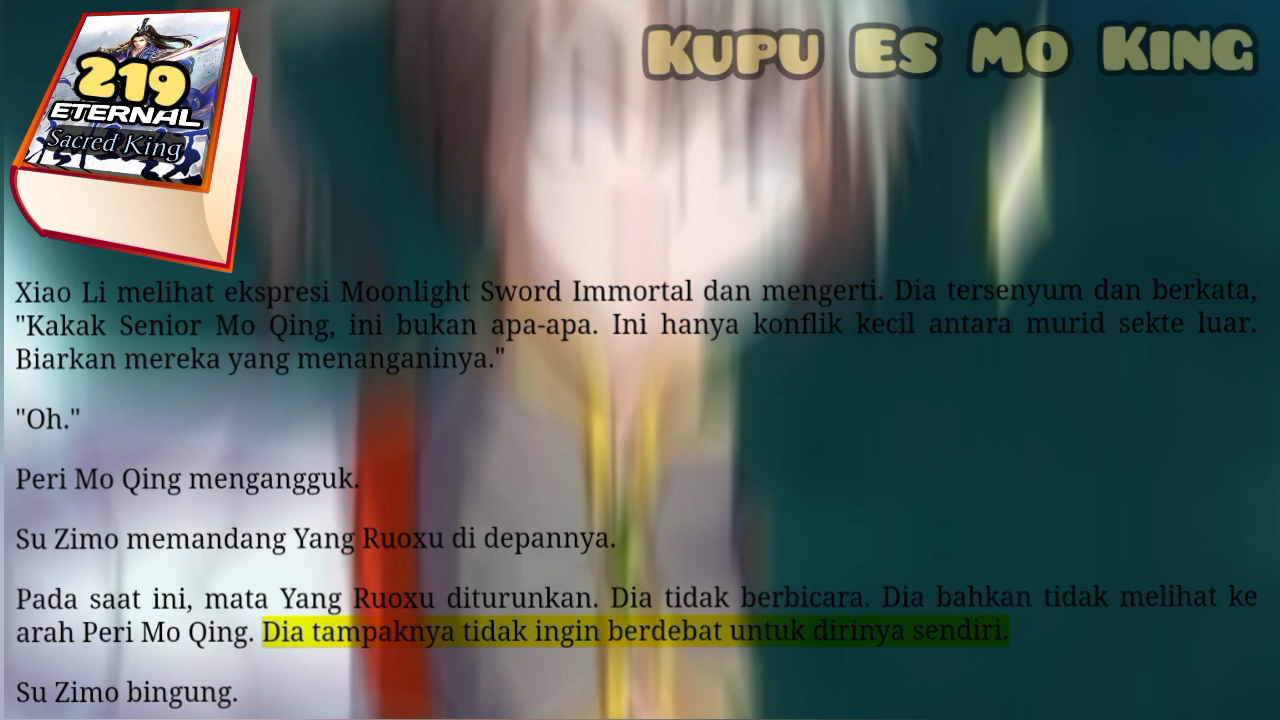 Kupu Es Mo King
219
ETERNAL
Sacred King
Xiao Li melihat ekspresi Moonlight Sword Immortal dan mengerti. Dia tersenyum dan berkata,
"Kakak Senior Mo Qing, ini bukan apa-apa. Ini hanya konflik kecil antara murid sekte luar.
Biarkan mereka yang menanganinya."
"Oh."
Peri Mo Qing mengangguk.
Su Zimo memandang Yang Ruoxu di depannya.
Pada saat ini, mata Yang Ruoxu diturunkan. Dia tidak berbicara. Dia bahkan tidak melihat ke
arah Peri Mo Qing. Dia tampaknya tidak ingin berdebat untuk dirinya sendiri.
Su Zimo bingung.